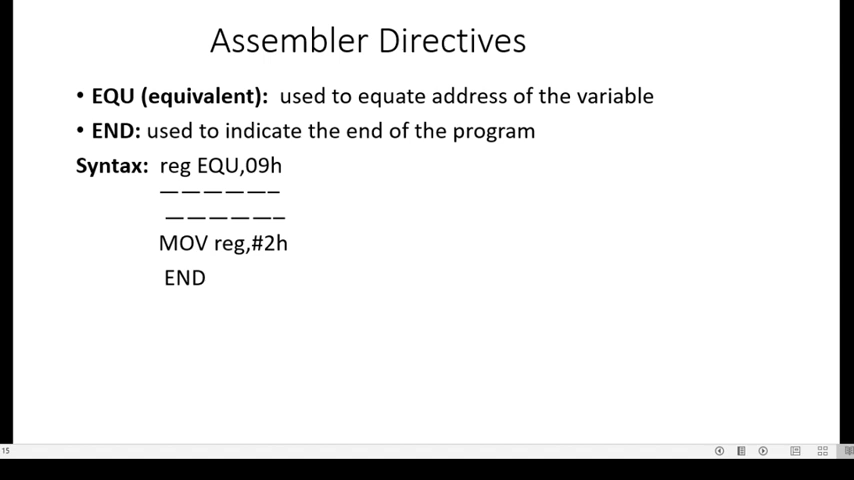 Assembler Directives
• EQU (equivalent): used to equate address of the variable
• END: used to indicate the end of the program
Syntax: reg EQU,09h
——————
——————
MOV reg,#2h
END
15